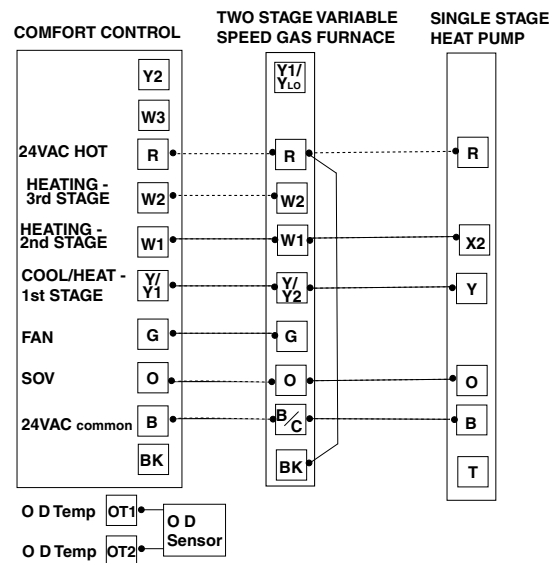 COMFORT CONTROL
TWO STAGE VARIABLE
SPEED GAS FURNACE
SINGLE STAGE
HEAT PUMP
Y2
Y1/
YLO
W3
24VAC HOT
R
R
R
HEATING -
3rd STAGE
W2
W2
HEATING -
2nd STAGE
W1
W1
X2
COOL/HEAT -
1st STAGE
Y/
Y1
Y/
Y2
Y
FAN
G
G
SOV
O
O
O
24VAC common
B
B/C
B
BK
BK
T
O D Temp
OT1
O D
Sensor
O D Temp
OT2